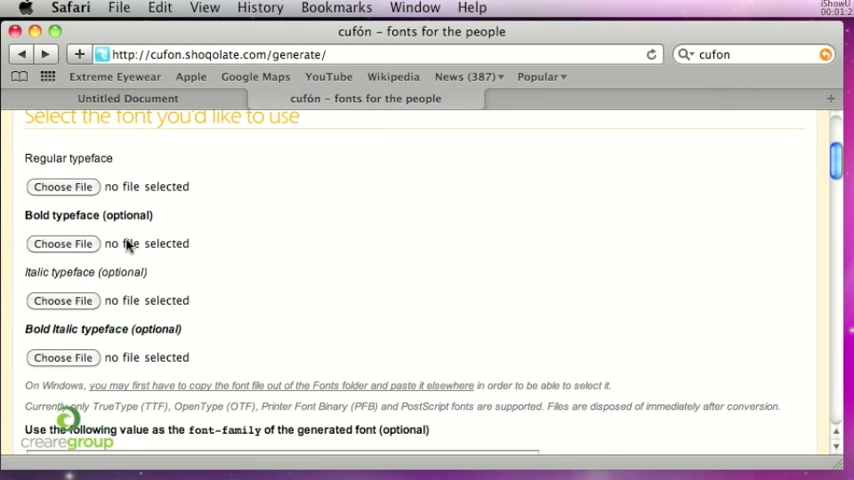 Safari File Edit View History Bookmarks Window Help
iShowU
00:01:2
cufón – fonts for the people
http://cufon.shoqolate.com/generate/
cufon
Extreme Eyewear Apple Google Maps YouTube Wikipedia News (387) Popular
Untitled Document cufón – fonts for the people
Select the font you'd like to use
Regular typeface
Choose File no file selected
Bold typeface (optional)
Choose File no file selected
Italic typeface (optional)
Choose File no file selected
Bold Italic typeface (optional)
Choose File no file selected
On Windows, you may first have to copy the font file out of the Fonts folder and paste it elsewhere in order to be able to select it.
Currently only TrueType (TTF), OpenType (OTF), Printer Font Binary (PFB) and PostScript fonts are supported. Files are disposed of immediately after conversion.
Use the following value as the font-family of the generated font (optional)
crearegroup